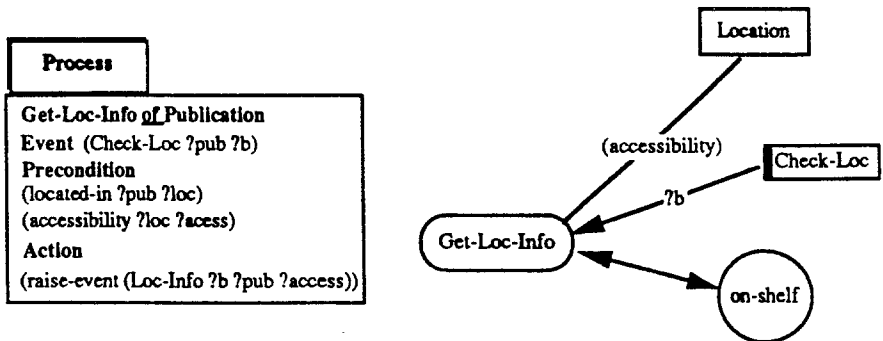 Process
Get-Loc-Info of Publication
Event (Check-Loc ?pub ?b)
Precondition
(located-in ?pub ?loc)
(accessibility ?loc ?acess)
Action
(raise-event (Loc-Info ?b ?pub ?access))
Location
(accessibility)
Check-Loc
?b
Get-Loc-Info
on-shelf